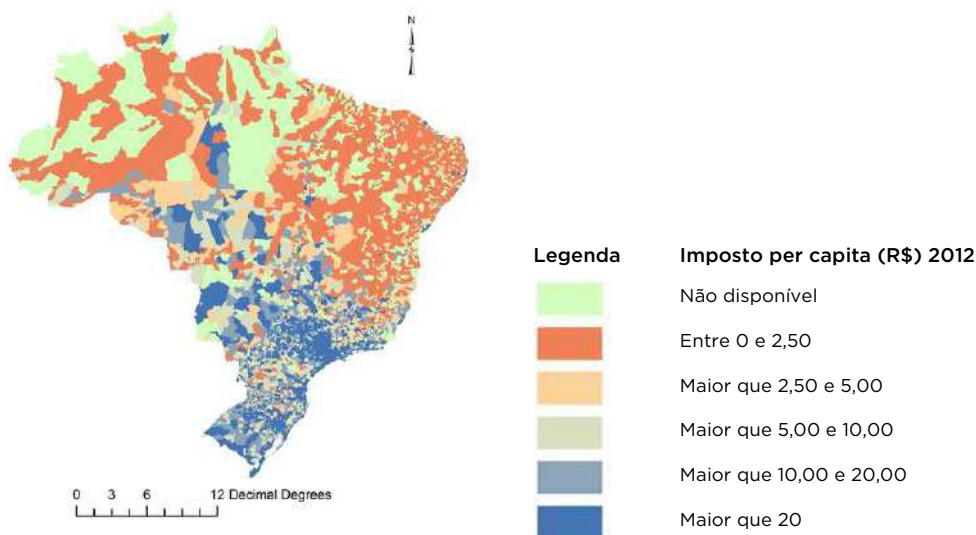 N
0 3 6 12 Decimal Degrees
Legenda Imposto per capita (R$) 2012
Não disponível
Entre 0 e 2,50
Maior que 2,50 e 5,00
Maior que 5,00 e 10,00
Maior que 10,00 e 20,00
Maior que 20